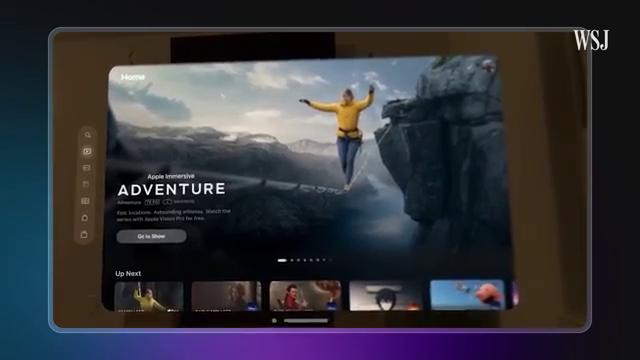 WSJ
Home
Apple Immersive
ADVENTURE
Adventure
Epic locations. Astounding athletes. Watch the
series with Apple Vision Pro for free.
Go to Show
Up Next